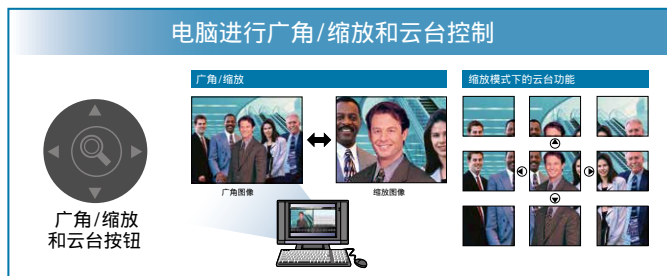 电脑进行广角/缩放和云台控制
广角/缩放
缩放模式下的云台功能
广角图像
缩放图像
广角/缩放
和云台按钮